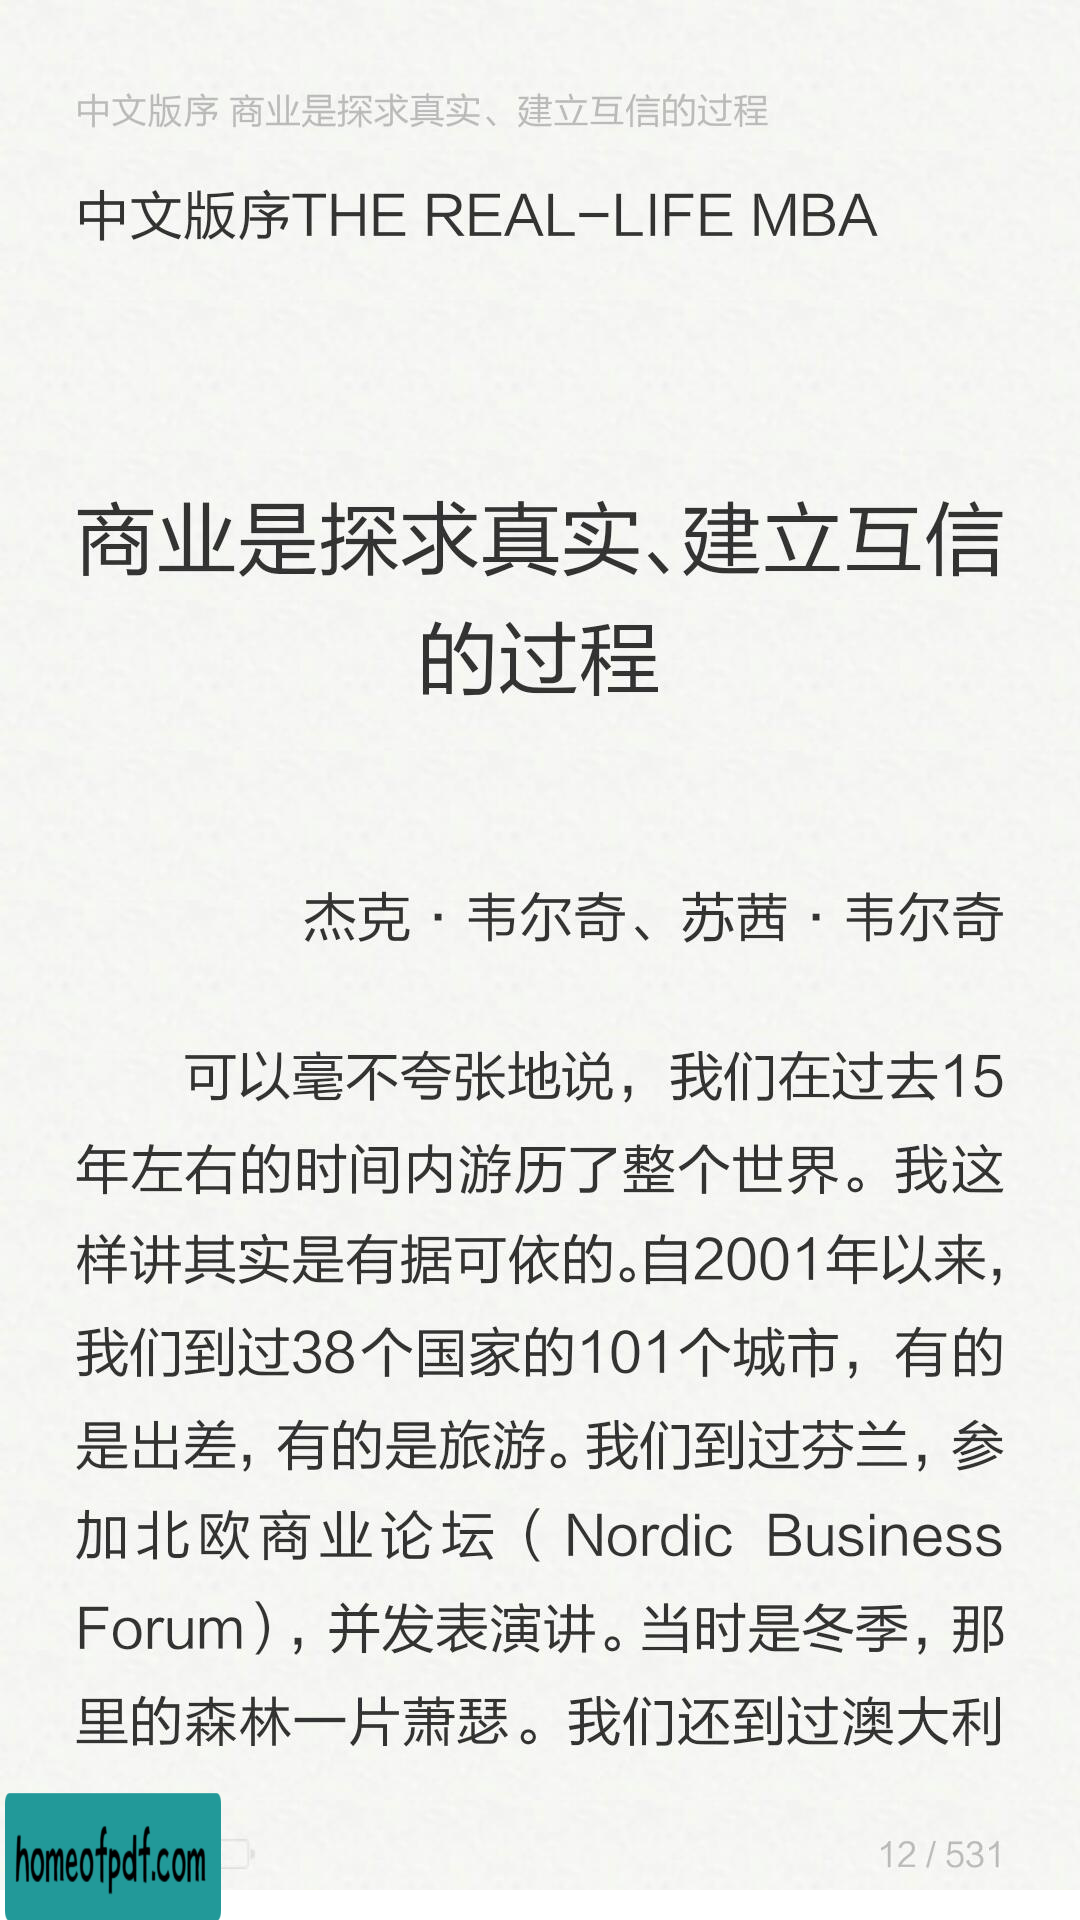 中文版序 商业是探求真实、建立互信的过程
中文版序THE REAL-LIFE MBA
商业是探求真实、建立互信
的过程
杰克·韦尔奇、苏茜·韦尔奇
可以毫不夸张地说，我们在过去15
年左右的时间内游历了整个世界。我这
样讲其实是有据可依的。自2001年以来，
我们到过38个国家的101个城市，有的
是出差，有的是旅游。我们到过芬兰，参
加北欧商业论坛（Nordic Business
Forum），并发表演讲。当时是冬季，那
里的森林一片萧瑟。我们还到过澳大利
homeofpdf.com
12 / 531